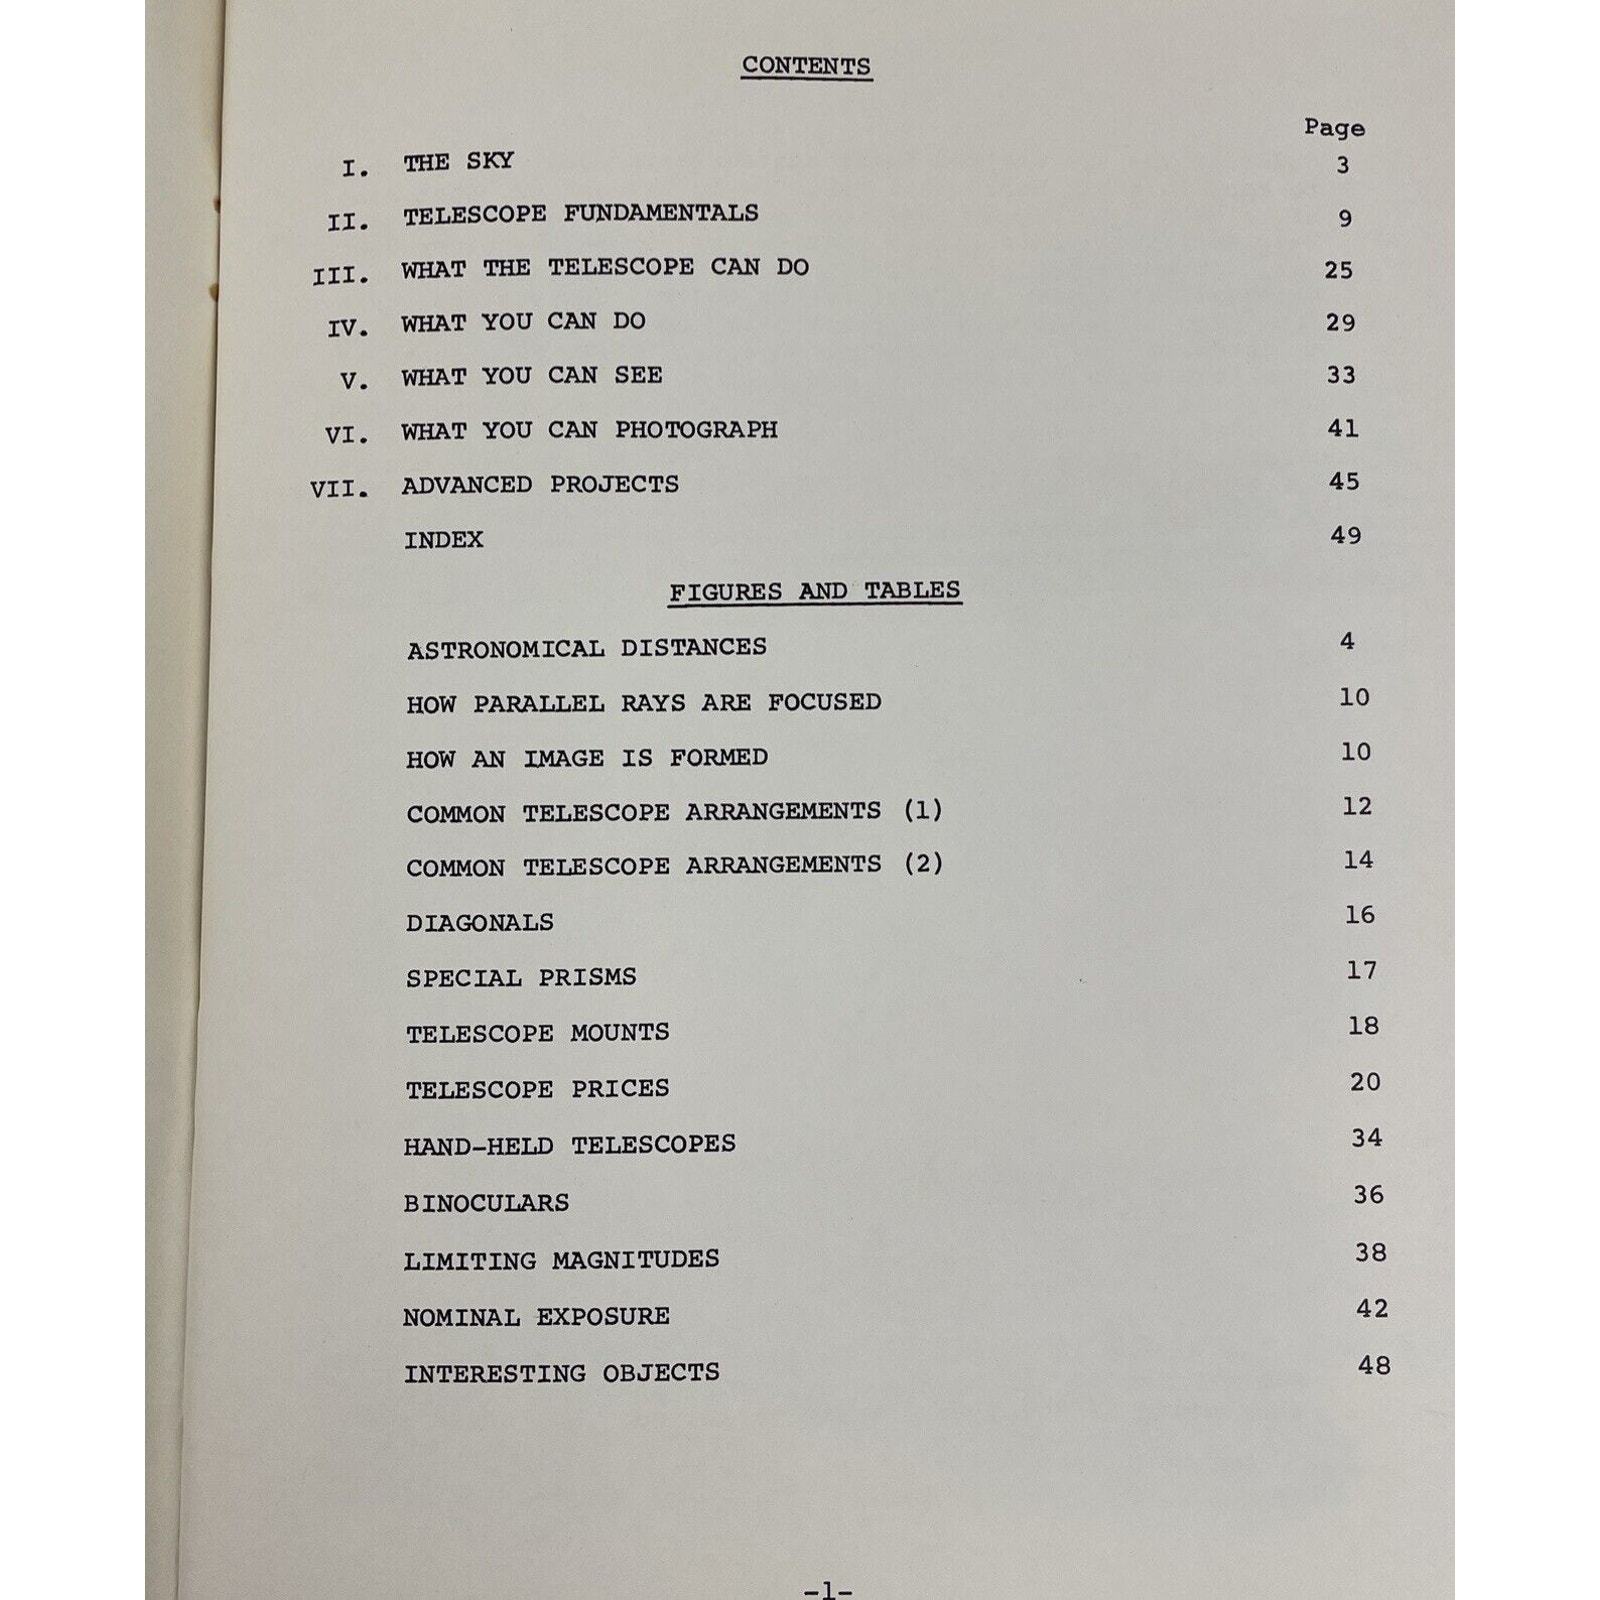 CONTENTS
Page
I. THE SKY 3
II. TELESCOPE FUNDAMENTALS 9
III. WHAT THE TELESCOPE CAN DO 25
IV. WHAT YOU CAN DO 29
V. WHAT YOU CAN SEE 33
VI. WHAT YOU CAN PHOTOGRAPH 41
VII. ADVANCED PROJECTS 45
INDEX 49
FIGURES AND TABLES
ASTRONOMICAL DISTANCES 4
HOW PARALLEL RAYS ARE FOCUSED 10
HOW AN IMAGE IS FORMED 10
COMMON TELESCOPE ARRANGEMENTS (1) 12
COMMON TELESCOPE ARRANGEMENTS (2) 14
DIAGONALS 16
SPECIAL PRISMS 17
TELESCOPE MOUNTS 18
TELESCOPE PRICES 20
HAND-HELD TELESCOPES 34
BINOCULARS 36
LIMITING MAGNITUDES 38
NOMINAL EXPOSURE 42
INTERESTING OBJECTS 48
-1-